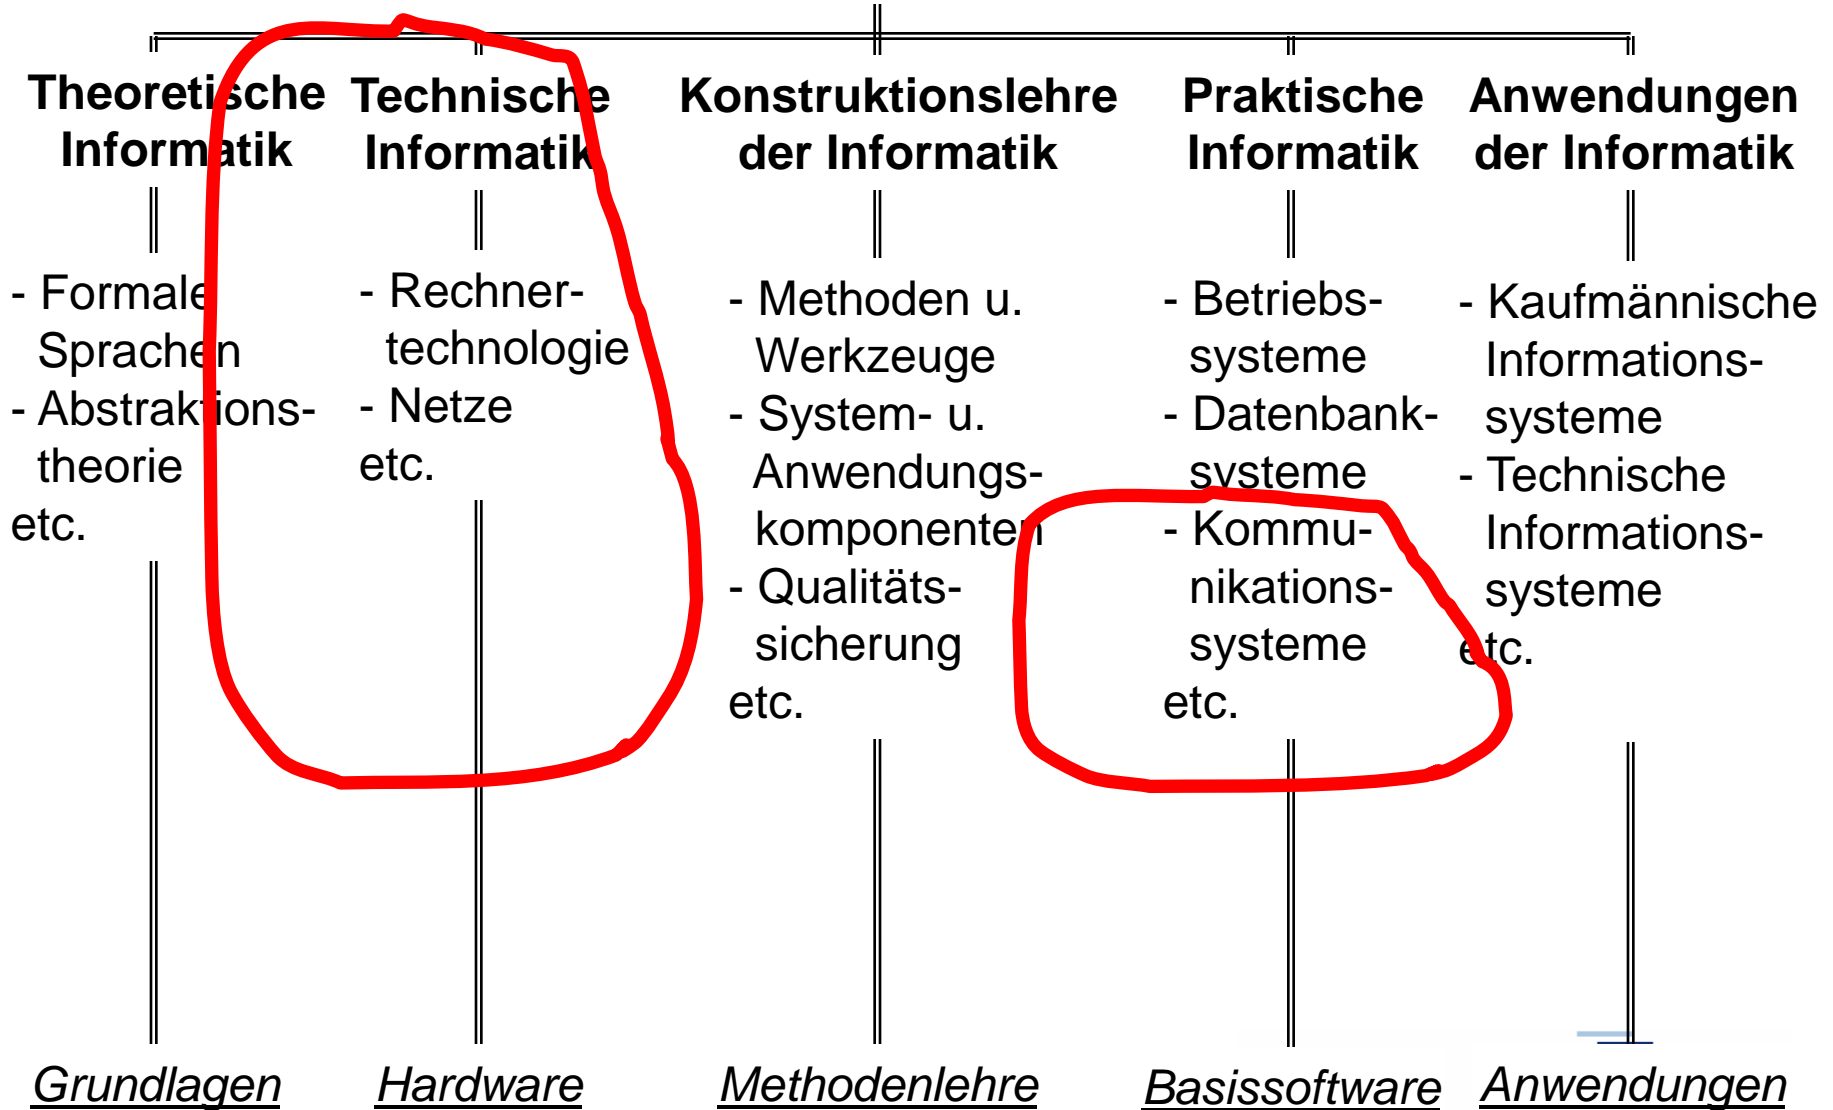 Theoretische
Informatik
- Formale
Sprachen
- Abstraktions-
theorie
etc.
Grundlagen
Technische
Informatik
- Rechner-
technologie
- Netze
etc.
Hardware
Konstruktionslehre
der Informatik
- Methoden u.
Werkzeuge
- System- u.
Anwendungs-
komponenten
- Qualitäts-
sicherung
etc.
Methodenlehre
Praktische
Informatik
- Betriebs-
systeme
- Datenbank-
systeme
- Kommu-
nikations-
systeme
etc.
Basissoftware
Anwendungen
der Informatik
- Kaufmännische
Informations-
systeme
- Technische
Informations-
systeme
etc.
Anwendungen